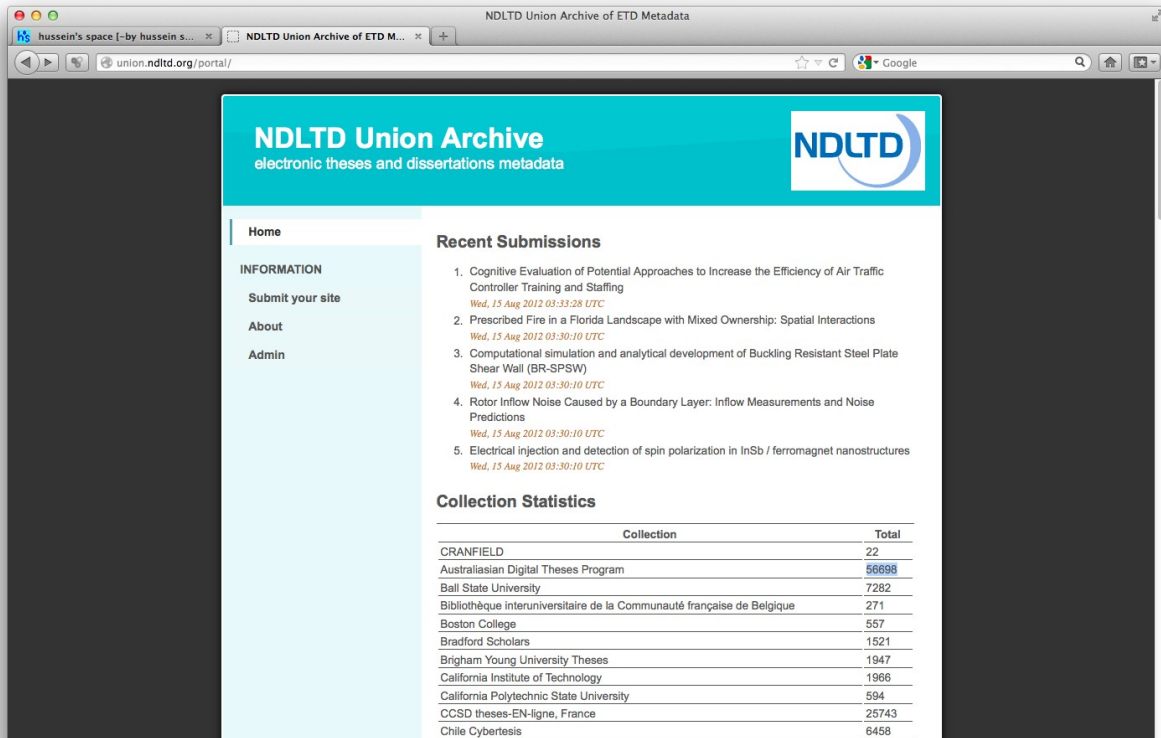 NDLTD Union Archive of ETD Metadata
hussein's space [-by hussein s...
NDLTD Union Archive of ETD M...
union.ndltd.org/portal/
Google
NDLTD Union Archive
electronic theses and dissertations metadata
NDLTD
Home
INFORMATION
Submit your site
About
Admin
Recent Submissions
1. Cognitive Evaluation of Potential Approaches to Increase the Efficiency of Air Traffic
Controller Training and Staffing
Wed, 15 Aug 2012 03:33:28 UTC
2. Prescribed Fire in a Florida Landscape with Mixed Ownership: Spatial Interactions
Wed, 15 Aug 2012 03:30:10 UTC
3. Computational simulation and analytical development of Buckling Resistant Steel Plate
Shear Wall (BR-SPSW)
Wed, 15 Aug 2012 03:30:10 UTC
4. Rotor Inflow Noise Caused by a Boundary Layer: Inflow Measurements and Noise
Predictions
Wed, 15 Aug 2012 03:30:10 UTC
5. Electrical injection and detection of spin polarization in InSb / ferromagnet nanostructures
Wed, 15 Aug 2012 03:30:10 UTC
Collection Statistics
Collection Total
CRANFIELD 22
Australiasian Digital Theses Program 56698
Ball State University 7282
Bibliothèque interuniversitaire de la Communauté française de Belgique 271
Boston College 557
Bradford Scholars 1521
Brigham Young University Theses 1947
California Institute of Technology 1966
California Polytechnic State University 594
CCSD theses-EN-ligne, France 25743
Chile Cybertesis 6458